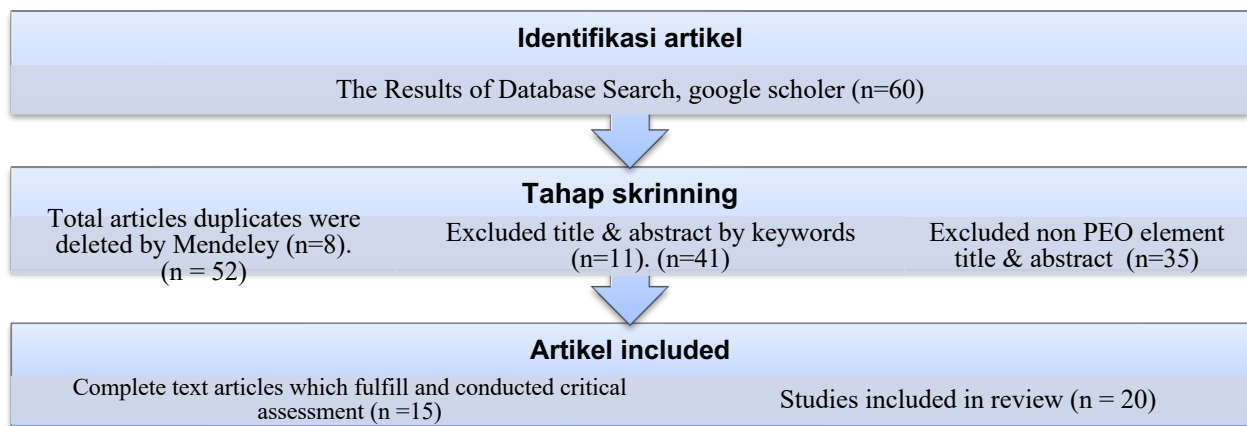 Identifikasi artikel
The Results of Database Search, google scholer (n=60)
Tahap skrinning
Total articles duplicates were
deleted by Mendeley (n=8).
(n = 52)
Excluded title & abstract by keywords
(n=11). (n=41)
Excluded non PEO element
title & abstract (n=35)
Artikel included
Complete text articles which fulfill and conducted critical
assessment (n =15)
Studies included in review (n = 20)